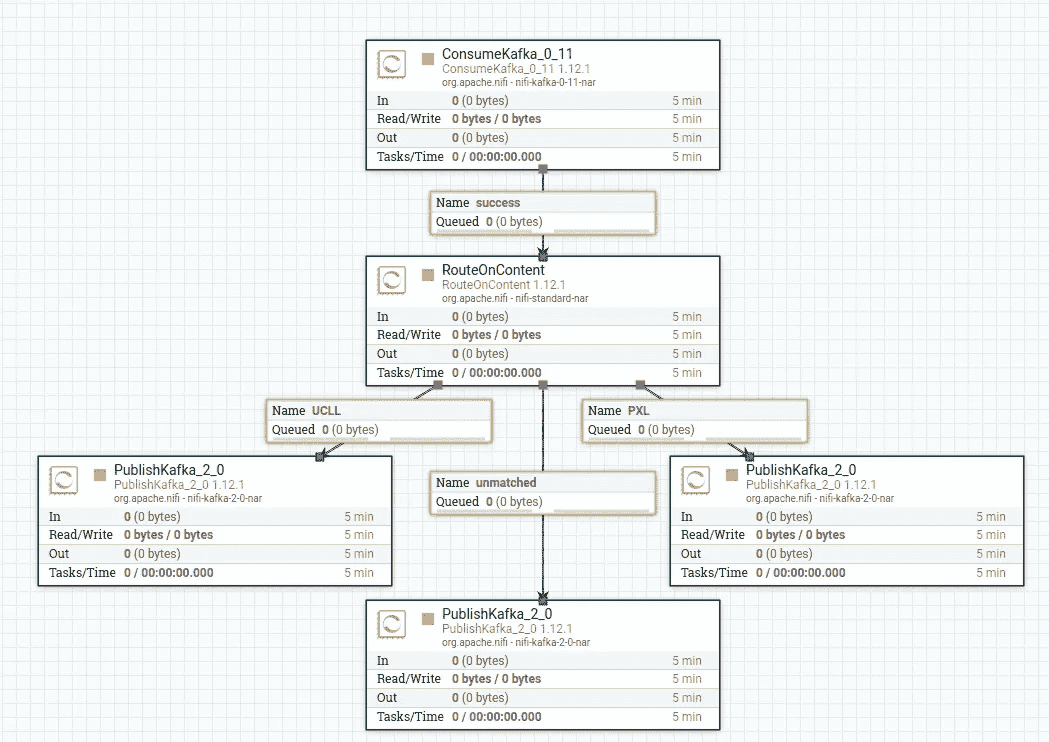 ConsumeKafka_0_11
ConsumeKafka_0_11 1.12.1
org.apache.nifi - nifi-kafka-0-11-nar
In 0 (0 bytes) 5 min
Read/Write 0 bytes / 0 bytes 5 min
Out 0 (0 bytes) 5 min
Tasks/Time 0 / 00:00:00.000 5 min
Name success
Queued 0 (0 bytes)
RouteOnContent
RouteOnContent 1.12.1
org.apache.nifi - nifi-standard-nar
In 0 (0 bytes) 5 min
Read/Write 0 bytes / 0 bytes 5 min
Out 0 (0 bytes) 5 min
Tasks/Time 0 / 00:00:00.000 5 min
Name UCLL
Queued 0 (0 bytes)
Name PXL
Queued 0 (0 bytes)
PublishKafka_2_0
PublishKafka_2_0 1.12.1
org.apache.nifi - nifi-kafka-2-0-nar
In 0 (0 bytes) 5 min
Read/Write 0 bytes / 0 bytes 5 min
Out 0 (0 bytes) 5 min
Tasks/Time 0 / 00:00:00.000 5 min
Name unmatched
Queued 0 (0 bytes)
PublishKafka_2_0
PublishKafka_2_0 1.12.1
org.apache.nifi - nifi-kafka-2-0-nar
In 0 (0 bytes) 5 min
Read/Write 0 bytes / 0 bytes 5 min
Out 0 (0 bytes) 5 min
Tasks/Time 0 / 00:00:00.000 5 min
PublishKafka_2_0
PublishKafka_2_0 1.12.1
org.apache.nifi - nifi-kafka-2-0-nar
In 0 (0 bytes) 5 min
Read/Write 0 bytes / 0 bytes 5 min
Out 0 (0 bytes) 5 min
Tasks/Time 0 / 00:00:00.000 5 min